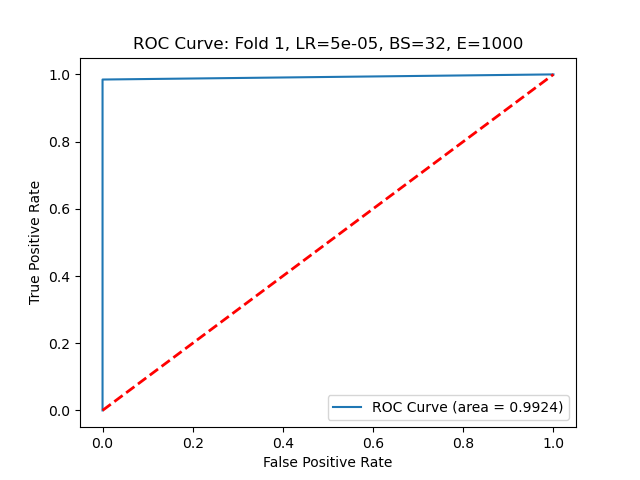 ROC Curve: Fold 1, LR=5e-05, BS=32, E=1000
1.0
0.8
0.6
0.4
0.2
0.0
True Positive Rate
ROC Curve (area = 0.9924)
0.0 0.2 0.4 0.6 0.8 1.0
False Positive Rate